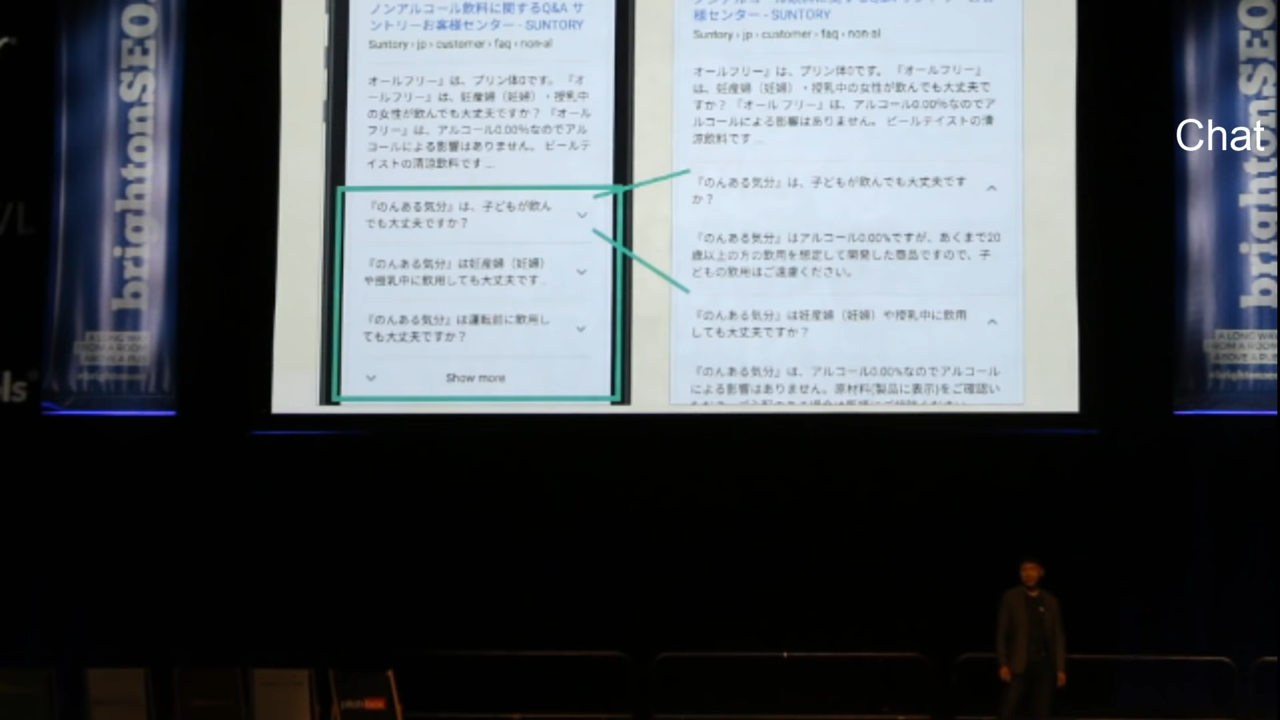 ノンアルコール飲料に関するQ&A サ
ントリーお客様センター - SUNTORY
Suntory › jp › customer › faq › non-al
オールフリー』は、プリン体0です。 『オ
ールフリー』は、妊産婦（妊婦）・授乳中
の女性が飲んでも大丈夫ですか？ 『オール
フリー』は、アルコール0.00%なのでアル
コールによる影響はありません。 ビールテ
イストの清涼飲料です ...
『のんある気分』は、子どもが飲ん
でも大丈夫ですか？
『のんある気分』は妊産婦（妊婦）
や授乳中に飲用しても大丈夫です...
『のんある気分』は運転前に飲用し
ても大丈夫ですか？
Show more
様センター - SUNTORY
Suntory › jp › customer › faq › non-al
オールフリー』は、プリン体0です。 『オールフリー』
は、妊産婦（妊婦）・授乳中の女性が飲んでも大丈夫で
すか？ 『オール フリー』は、アルコール0.00％なのでア
ルコールによる影響はありません。 ビールテイストの清
涼飲料です ...
『のんある気分』は、子どもが飲んでも大丈夫です
か？
『のんある気分』はアルコール0.00%ですが、あくまで20
歳以上の方の飲用を想定して開発した商品ですので、子
どもの飲用はご遠慮ください。
『のんある気分』は妊産婦（妊婦）や授乳中に飲用
しても大丈夫ですか？
『のんある気分』は、アルコール0.00%なのでアルコール
による影響はありません。原材料(製品に表示)をご確認い
brightonSEO
brightonSEO
Chat
A LONG WAY
FROM A ROOM
ABOVE A PUB